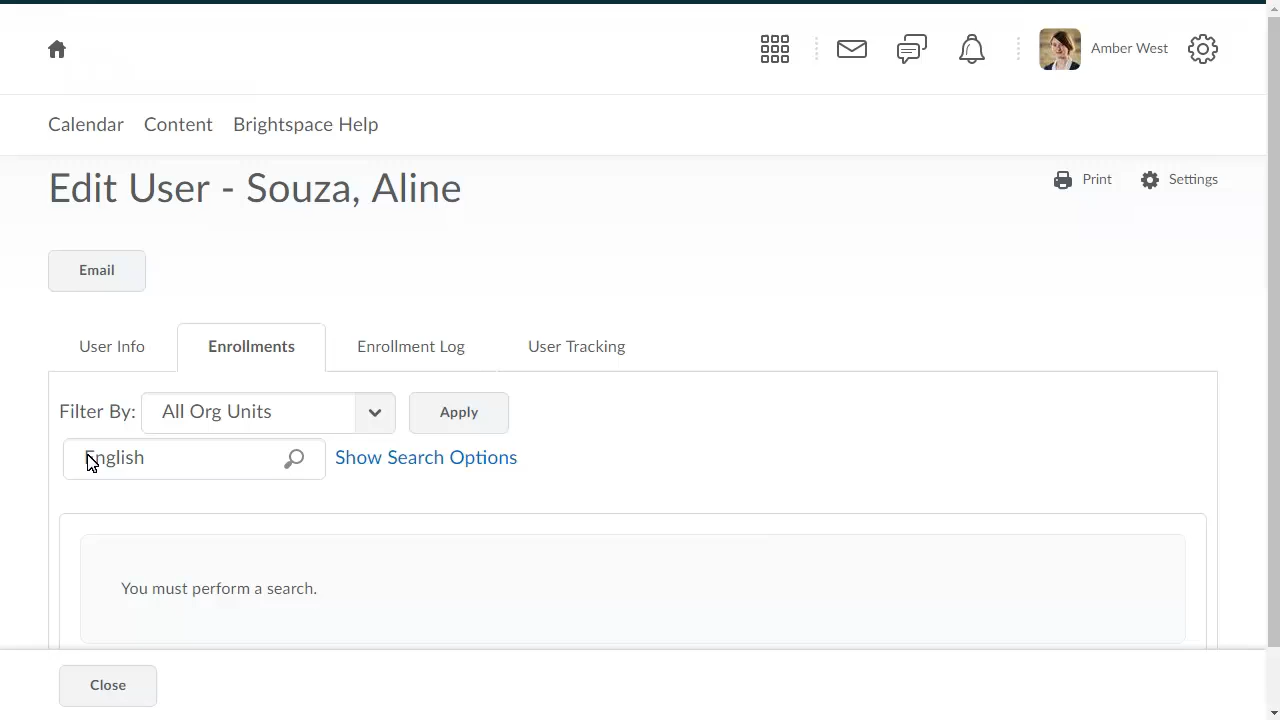 Amber West
Calendar Content Brightspace Help
Edit User - Souza, Aline
Print Settings
Email
User Info Enrollments Enrollment Log User Tracking
Filter By: All Org Units Apply
English Show Search Options
You must perform a search.
Close